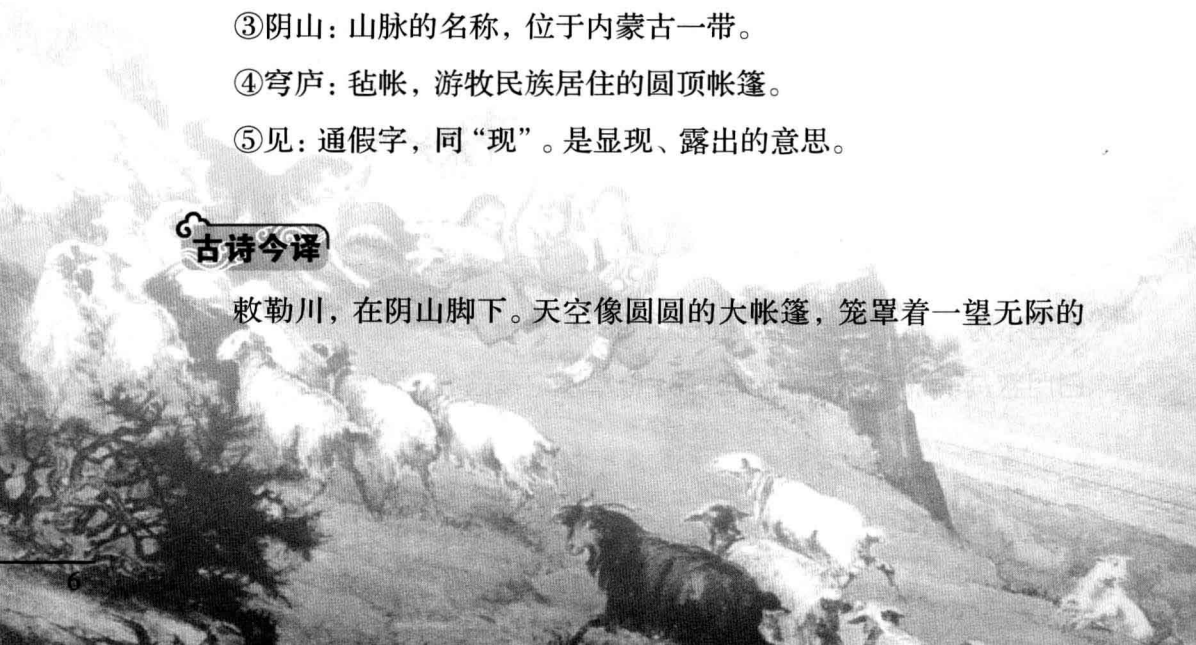 ③阴山：山脉的名称，位于内蒙古一带。
④穹庐：毡帐，游牧民族居住的圆顶帐篷。
⑤见：通假字，同“现”。是显现、露出的意思。
古诗今译
敕勒川，在阴山脚下。天空像圆圆的大帐篷，笼罩着一望无际的
6